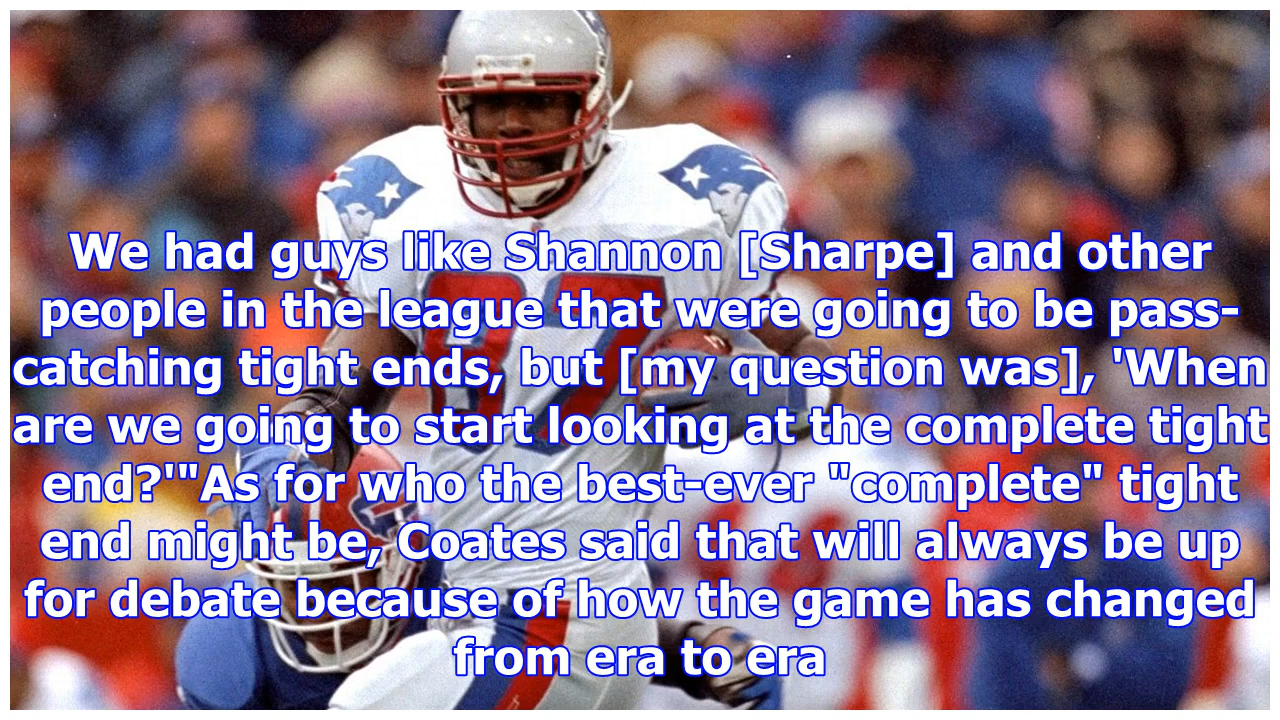 We had guys like Shannon [Sharpe] and other
people in the league that were going to be pass-
catching tight ends, but [my question was], 'When
are we going to start looking at the complete tight
end?'"As for who the best-ever "complete" tight
end might be, Coates said that will always be up
for debate because of how the game has changed
from era to era
87